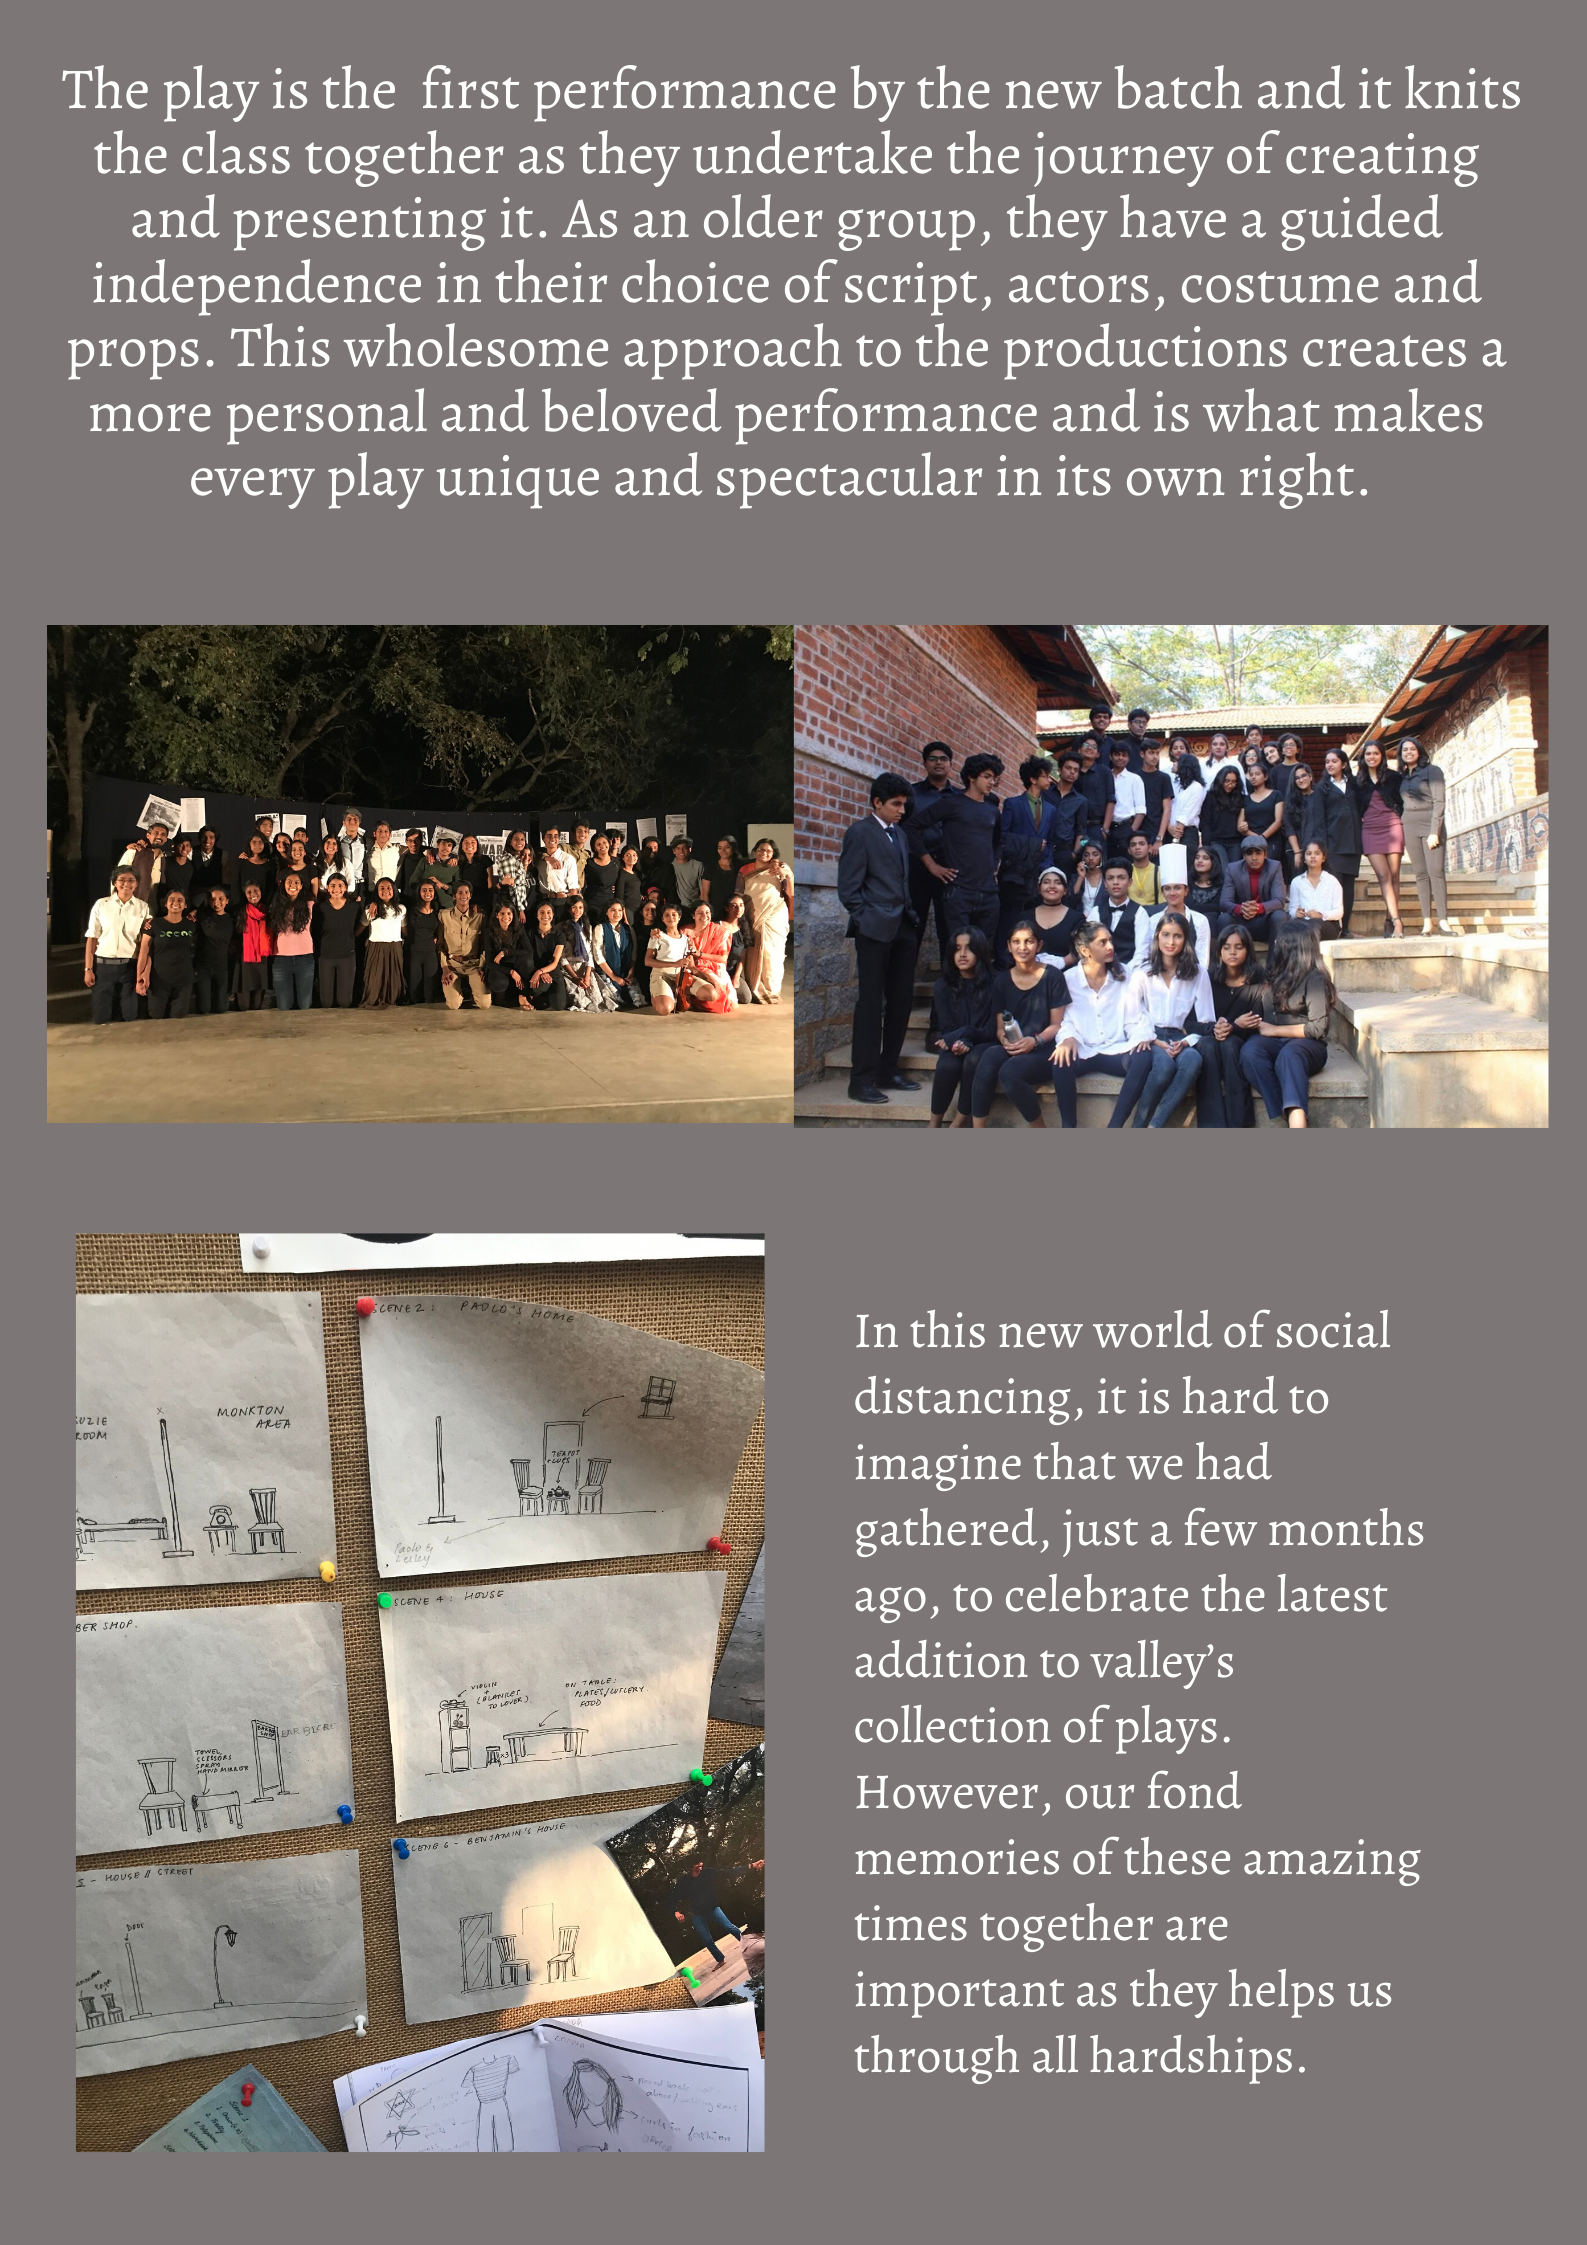 The play is the  first performance by the new batch and it knits
the class together as they undertake the journey of creating
and presenting it. As an older group, they have a guided
independence in their choice of script, actors, costume and
props. This wholesome approach to the productions creates a
more personal and beloved performance and is what makes
every play unique and spectacular in its own right.
SCENE 2 : PAOLO'S HOME
UZIE
ROOM
X
MONKTON
AREA
TEAPOT
+ CUPS
Paolo &
Lesley
SCENE 4 : HOUSE
BER SHOP.
VIOLIN
+
(BLANKETS
TO COVER)
ON TABLE:
PLATES/CUTLERY.
FOOD
TOWEL,
SCISSORS
SPRAY
HAND MIRROR
BARBER
SHOP
x3
SCENE 6 - BENJAMIN'S HOUSE
5 - HOUSE // STREET
DOOR
Scene 1
In this new world of social
distancing, it is hard to
imagine that we had
gathered, just a few months
ago, to celebrate the latest
addition to valley’s
collection of plays.
However, our fond
memories of these amazing
times together are
important as they helps us
through all hardships.